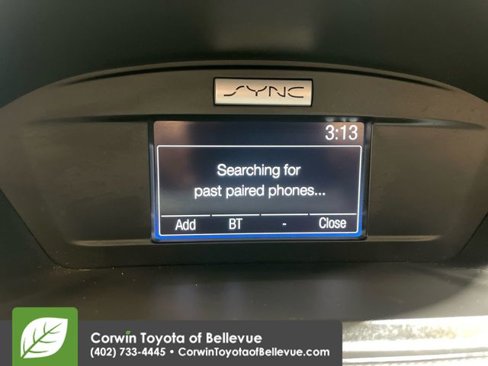 SYNC
3:13
Searching for
past paired phones...
Add BT - Close
Corwin Toyota of Bellevue
(402) 733-4445 • CorwinToyotaofBellevue.com